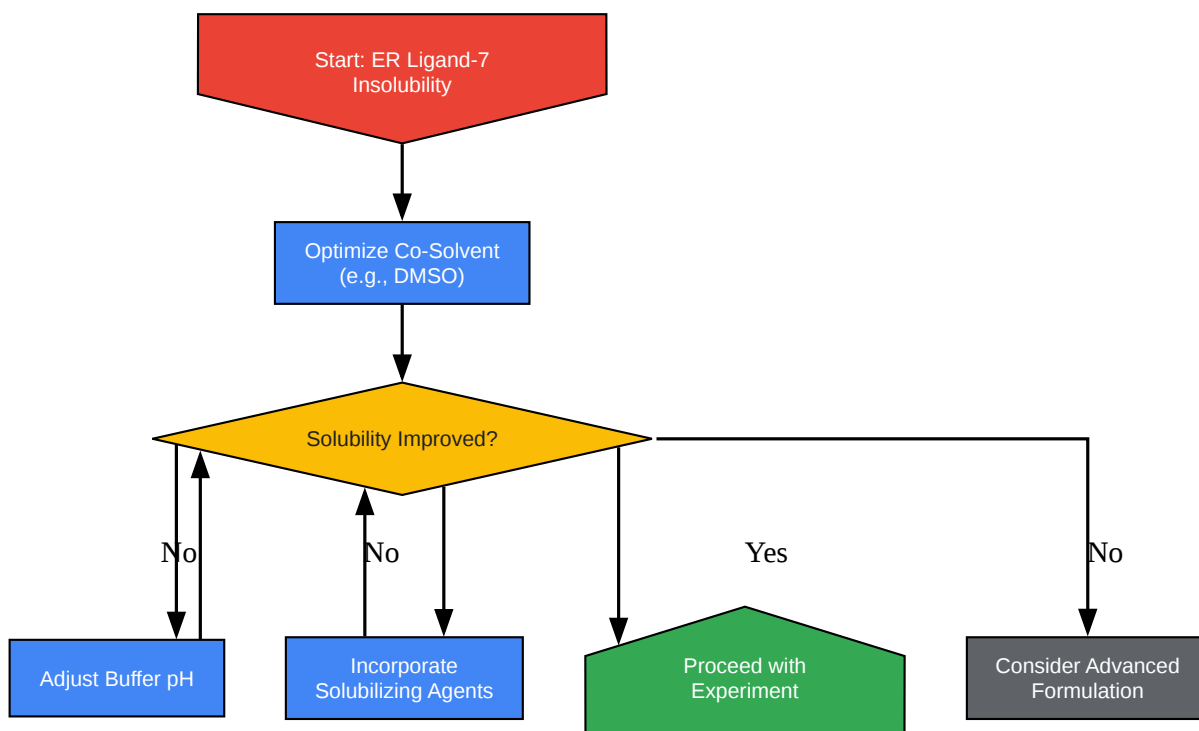 Start: ER Ligand-7
Insolubility
Optimize Co-Solvent
(e.g., DMSO)
Solubility Improved?
No
No
Yes
No
Adjust Buffer pH
Incorporate
Solubilizing Agents
Proceed with
Experiment
Consider Advanced
Formulation